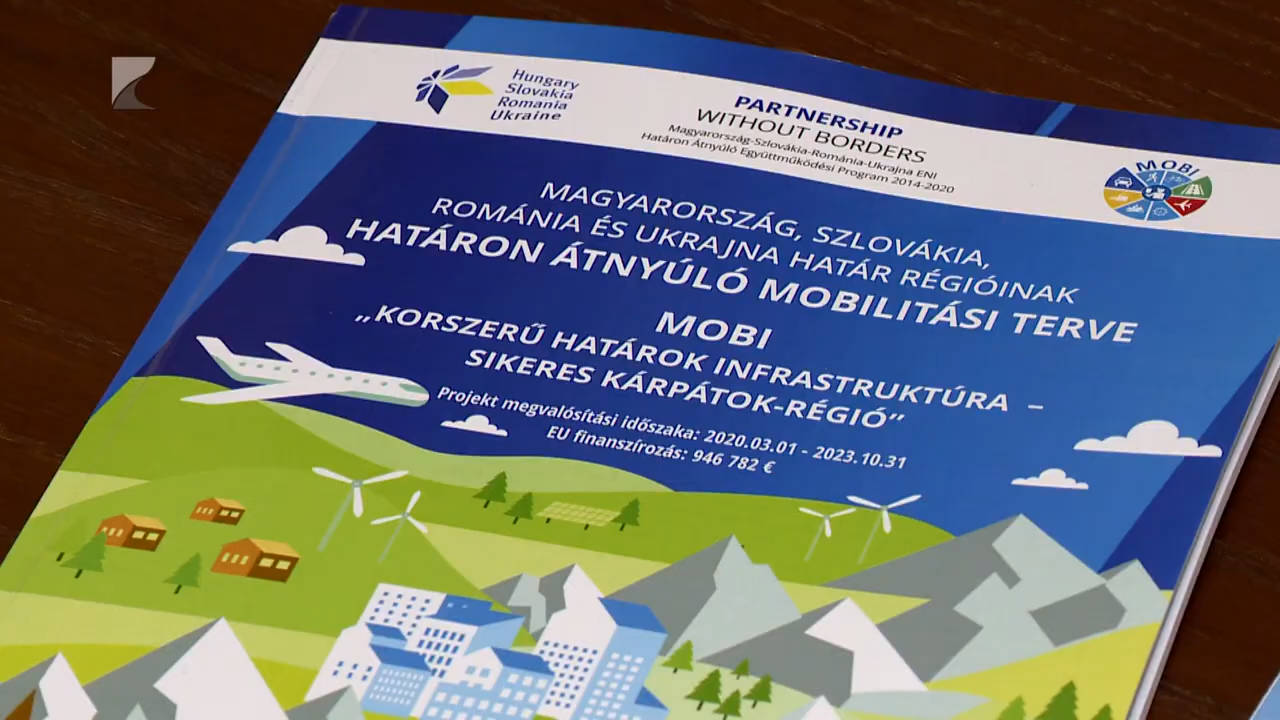 Hungary
Slovakia
Romania
Ukraine
PARTNERSHIP
WITHOUT BORDERS
Magyarország-Szlovákia-Románia-Ukrajna ENI
Határon Átnyúló Együttműködési Program 2014-2020
MOBI
MAGYARORSZÁG, SZLOVÁKIA,
ROMÁNIA ÉS UKRAJNA HATÁR RÉGIÓINAK
HATÁRON ÁTNYÚLÓ MOBILITÁSI TERVE
MOBI
„KORSZERŰ HATÁROK INFRASTRUKTÚRA –
SIKERES KÁRPÁTOK-RÉGIÓ”
Projekt megvalósítási időszaka: 2020.03.01 - 2023.10.31
EU finanszírozás: 946 782 €